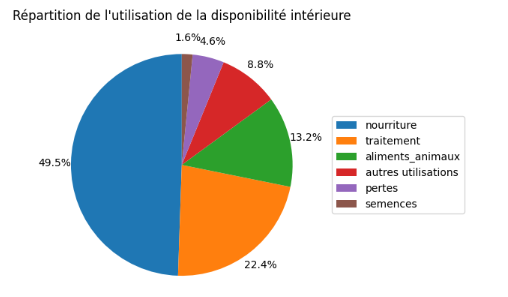 Répartition de l'utilisation de la disponibilité intérieure
1.6%
4.6%
8.8%
13.2%
49.5%
22.4%
nourriture
traitement
aliments_animaux
autres utilisations
pertes
semences